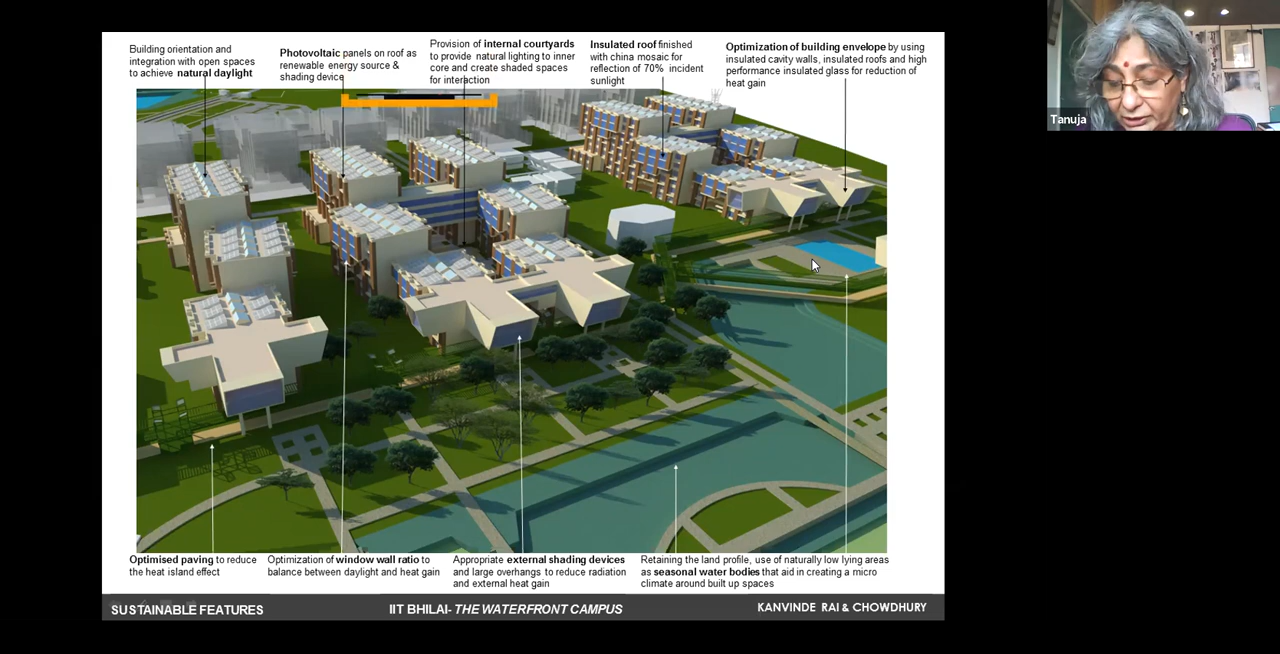 Building orientation and
integration with open spaces
to achieve natural daylight
Photovoltaic panels on roof as
renewable energy source &
shading device
Provision of internal courtyards
to provide natural lighting to inner
core and create shaded spaces
for interaction
Insulated roof finished
with china mosaic for
reflection of 70% incident
sunlight
Optimization of building envelope by using
insulated cavity walls, insulated roofs and high
performance insulated glass for reduction of
heat gain
Tanuja
Optimised paving to reduce
the heat island effect
Optimization of window wall ratio to
balance between daylight and heat gain
Appropriate external shading devices
and large overhangs to reduce radiation
and external heat gain
Retaining the land profile, use of naturally low lying areas
as seasonal water bodies that aid in creating a micro
climate around built up spaces
SUSTAINABLE FEATURES
IIT BHILAI- THE WATERFRONT CAMPUS
KANVINDE RAI & CHOWDHURY